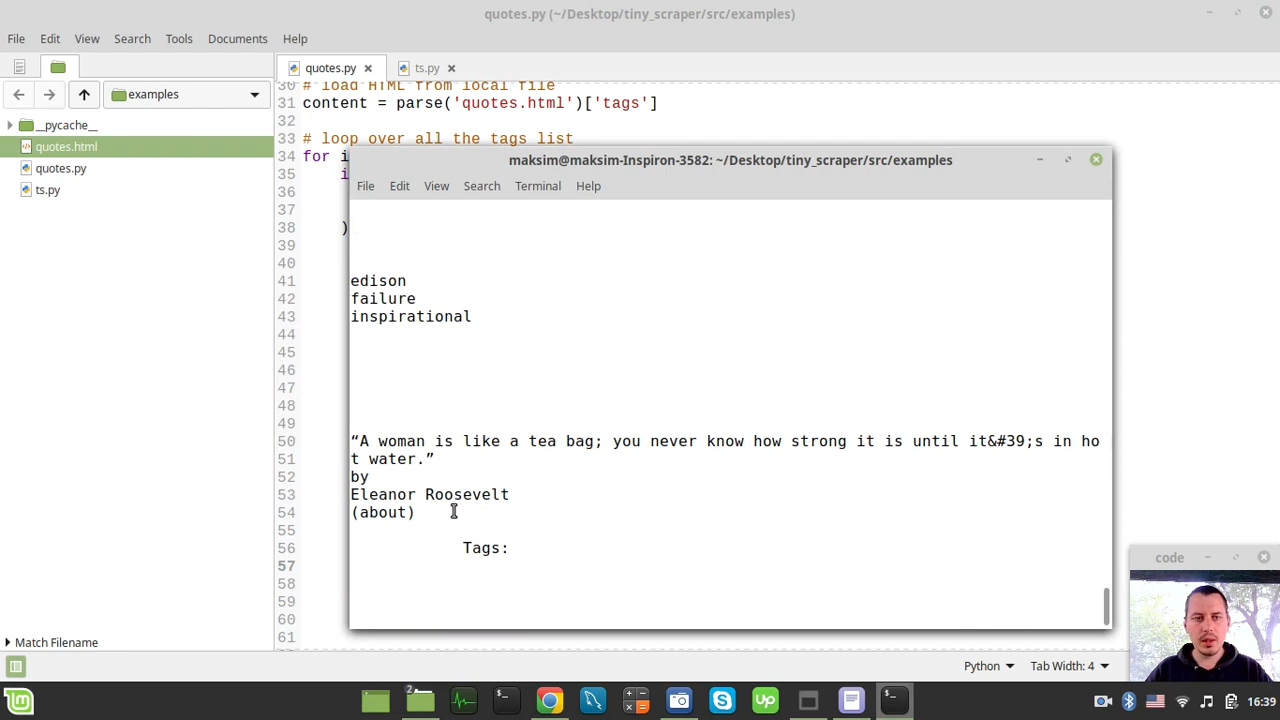 quotes.py (~/Desktop/tiny_scraper/src/examples)
File Edit View Search Tools Documents Help
quotes.py ts.py
examples
__pycache__
quotes.html
quotes.py
ts.py
30 # load HTML from local file
31 content = parse('quotes.html')['tags']
32
33 # loop over all the tags list
34 for i
35 i
36
37
38 )
39
40
41
42
43
44
45
46
47
48
49
50
51
52
53
54
55
56
57
58
59
60
61
maksim@maksim-Inspiron-3582: ~/Desktop/tiny_scraper/src/examples
File Edit View Search Terminal Help
edison
failure
inspirational
“A woman is like a tea bag; you never know how strong it is until it&#39;s in ho
t water.”
by
Eleanor Roosevelt
(about)
Tags:
code
Match Filename
Python Tab Width: 4
2
16:39